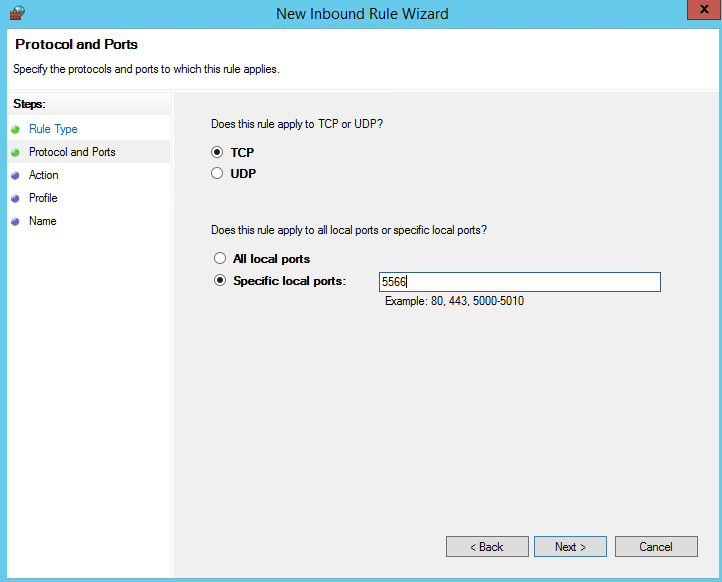 New Inbound Rule Wizard
x
Protocol and Ports
Specify the protocols and ports to which this rule applies.
Steps:
Rule Type
Protocol and Ports
Action
Profile
Name
Does this rule apply to TCP or UDP?
TCP
UDP
Does this rule apply to all local ports or specific local ports?
All local ports
Specific local ports:
5566
Example: 80, 443, 5000-5010
< Back
Next >
Cancel